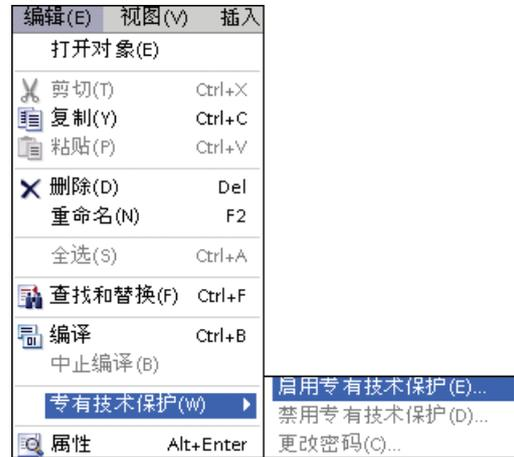 编辑(E) 视图(V) 插入
打开对象(E)
剪切(T) Ctrl+X
复制(Y) Ctrl+C
粘贴(P) Ctrl+V
删除(D) Del
重命名(N) F2
全选(S) Ctrl+A
查找和替换(F) Ctrl+F
编译 Ctrl+B
中止编译(B)
专有技术保护(W)
启用专有技术保护(E)...
禁用专有技术保护(D)...
更改密码(C)...
属性 Alt+Enter